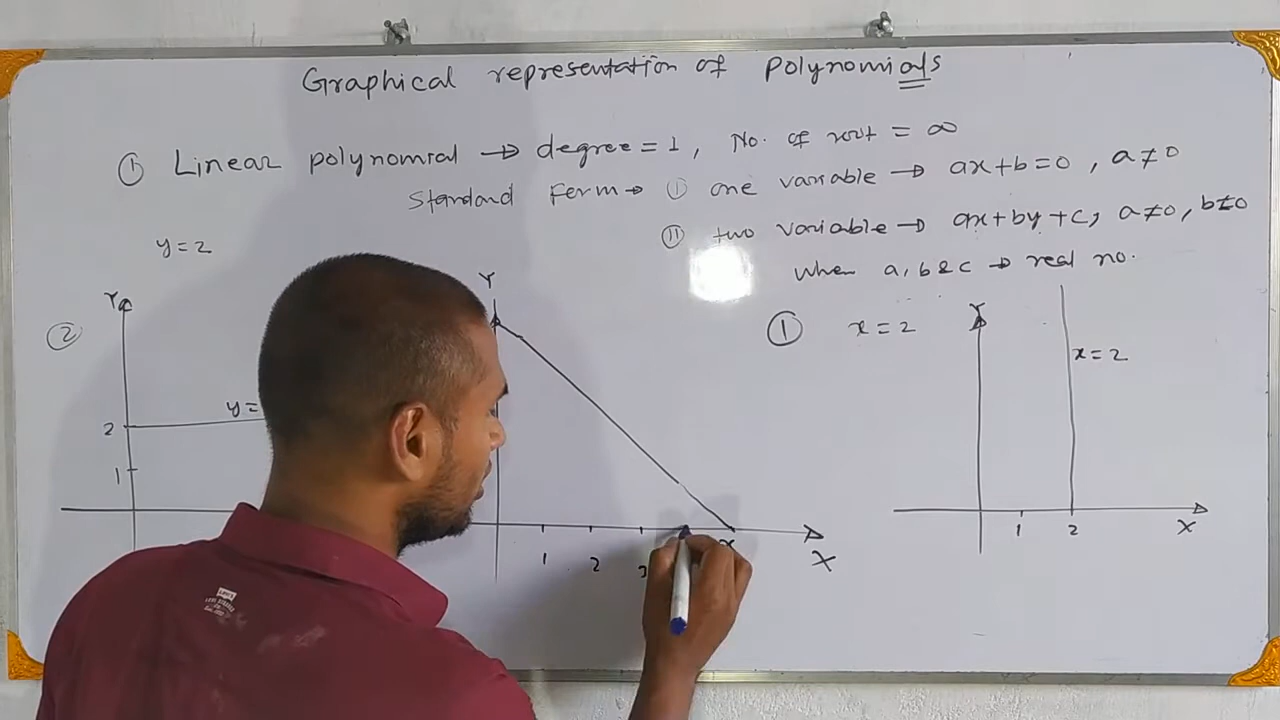 Graphical representation of Polynomials
① Linear polynomial → degree = 1, No. of root = ∞
Standard Form → ① one variable → ax+b=0, a≠0
② two variable → ax+by+c, a≠0, b≠0
When a, b & c → real no.
y = 2
② Y
y =
2
1
Y
1 2 3
X
① x = 2
Y
x = 2
1 2
X